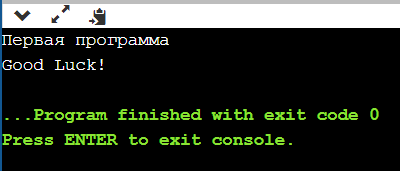 Первая программа
Good Luck!
...Program finished with exit code 0
Press ENTER to exit console.